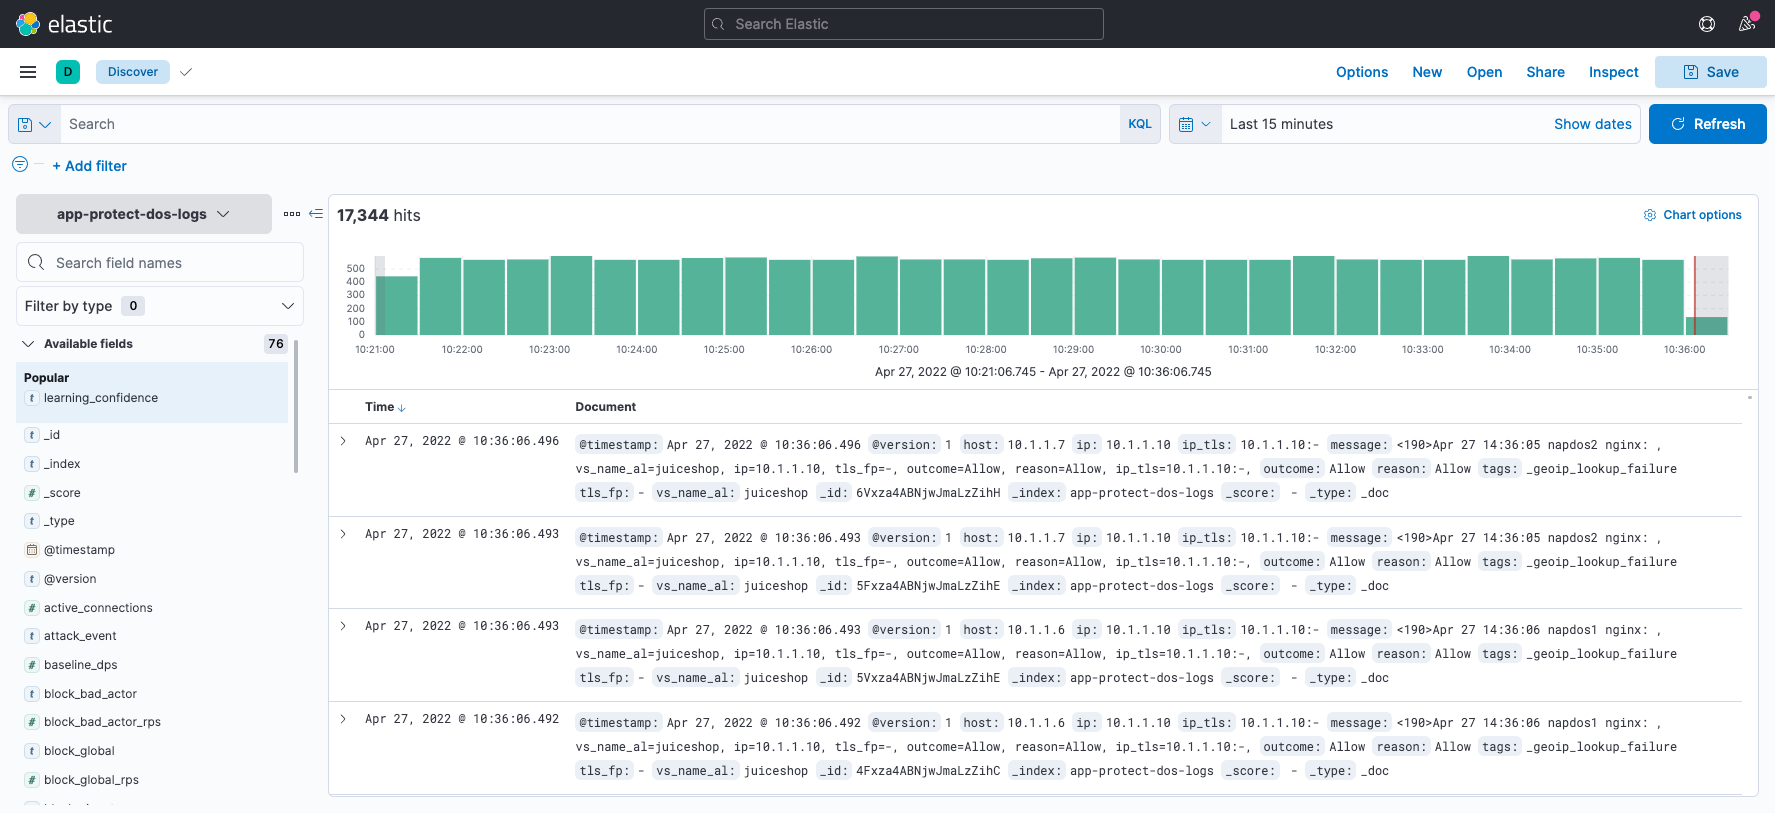 elastic
Search Elastic
D
Discover
Options
New
Open
Share
Inspect
Save
Search
KQL
Last 15 minutes
Show dates
Refresh
+ Add filter
app-protect-dos-logs
Search field names
Filter by type 0
Available fields 76
Popular
t learning_confidence
t _id
t _index
# _score
t _type
@timestamp
t @version
# active_connections
t attack_event
# baseline_dps
t block_bad_actor
# block_bad_actor_rps
t block_global
# block_global_rps
17,344 hits
Chart options
500
400
300
200
100
0
10:21:00 10:22:00 10:23:00 10:24:00 10:25:00 10:26:00 10:27:00 10:28:00 10:29:00 10:30:00 10:31:00 10:32:00 10:33:00 10:34:00 10:35:00 10:36:00
Apr 27, 2022 @ 10:21:06.745 - Apr 27, 2022 @ 10:36:06.745
Time Document
Apr 27, 2022 @ 10:36:06.496
@timestamp: Apr 27, 2022 @ 10:36:06.496 @version: 1 host: 10.1.1.7 ip: 10.1.1.10 ip_tls: 10.1.1.10:- message: <190>Apr 27 14:36:05 napdos2 nginx: ,
vs_name_al=juiceshop, ip=10.1.1.10, tls_fp=-, outcome=Allow, reason=Allow, ip_tls=10.1.1.10:-, outcome: Allow reason: Allow tags: _geoip_lookup_failure
tls_fp: - vs_name_al: juiceshop _id: 6Vxza4ABNjwJmaLzZihH _index: app-protect-dos-logs _score: - _type: _doc
Apr 27, 2022 @ 10:36:06.493
@timestamp: Apr 27, 2022 @ 10:36:06.493 @version: 1 host: 10.1.1.7 ip: 10.1.1.10 ip_tls: 10.1.1.10:- message: <190>Apr 27 14:36:05 napdos2 nginx: ,
vs_name_al=juiceshop, ip=10.1.1.10, tls_fp=-, outcome=Allow, reason=Allow, ip_tls=10.1.1.10:-, outcome: Allow reason: Allow tags: _geoip_lookup_failure
tls_fp: - vs_name_al: juiceshop _id: 5Fxza4ABNjwJmaLzZihE _index: app-protect-dos-logs _score: - _type: _doc
Apr 27, 2022 @ 10:36:06.493
@timestamp: Apr 27, 2022 @ 10:36:06.493 @version: 1 host: 10.1.1.6 ip: 10.1.1.10 ip_tls: 10.1.1.10:- message: <190>Apr 27 14:36:06 napdos1 nginx: ,
vs_name_al=juiceshop, ip=10.1.1.10, tls_fp=-, outcome=Allow, reason=Allow, ip_tls=10.1.1.10:-, outcome: Allow reason: Allow tags: _geoip_lookup_failure
tls_fp: - vs_name_al: juiceshop _id: 5Vxza4ABNjwJmaLzZihE _index: app-protect-dos-logs _score: - _type: _doc
Apr 27, 2022 @ 10:36:06.492
@timestamp: Apr 27, 2022 @ 10:36:06.492 @version: 1 host: 10.1.1.6 ip: 10.1.1.10 ip_tls: 10.1.1.10:- message: <190>Apr 27 14:36:06 napdos1 nginx: ,
vs_name_al=juiceshop, ip=10.1.1.10, tls_fp=-, outcome=Allow, reason=Allow, ip_tls=10.1.1.10:-, outcome: Allow reason: Allow tags: _geoip_lookup_failure
tls_fp: - vs_name_al: juiceshop _id: 4Fxza4ABNjwJmaLzZihC _index: app-protect-dos-logs _score: - _type: _doc